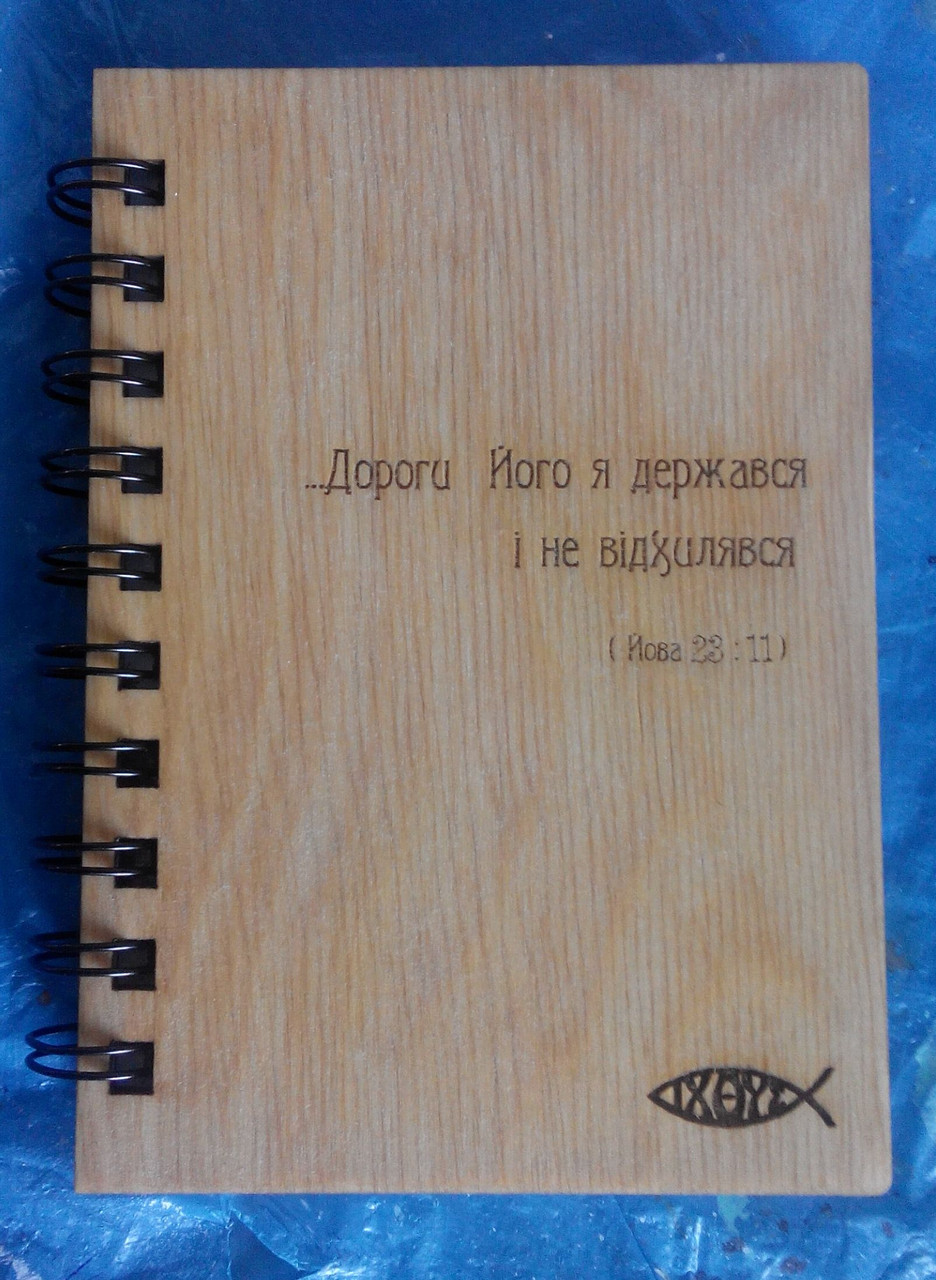 ...Дороги Його я держався
і не відхилявся
( Йова 23 : 11 )
ΙΧΘΥΣ